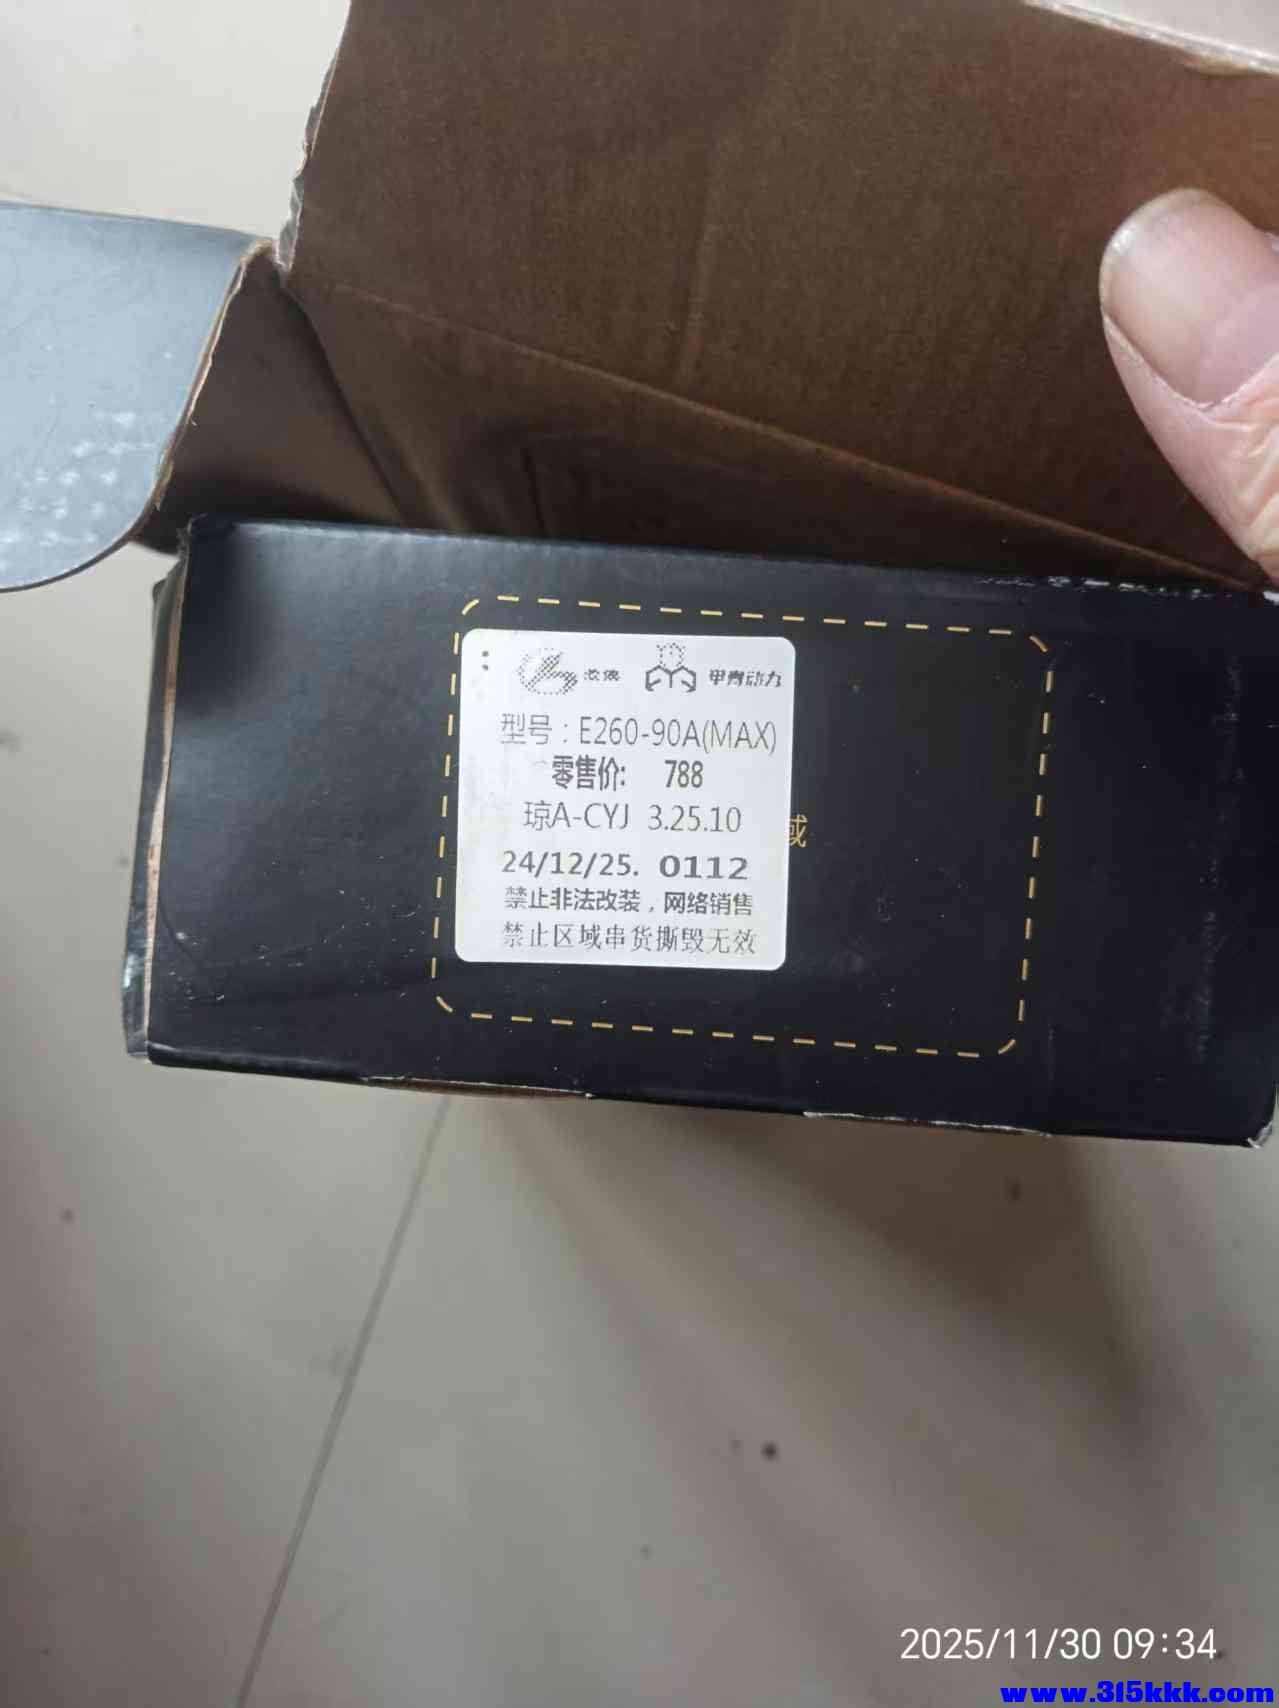 甲壳动力
型号：E260-90A(MAX)
零售价: 788
琼A-CYJ 3.25.10
24/12/25. 0112
禁止非法改装，网络销售
禁止区域串货撕毁无效
域
2025/11/30 09:34
www.315kkk.com